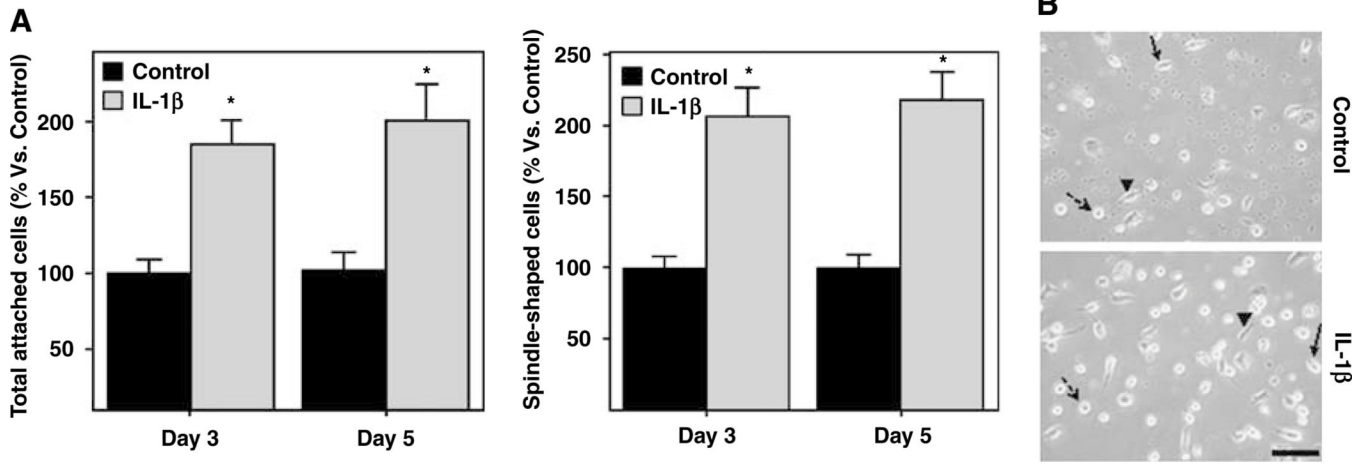 A
Total attached cells (% Vs. Control)
200
150
100
50
Control
IL-1β
*
*
Day 3
Day 5
Spindle-shaped cells (% Vs. Control)
250
200
150
100
50
Control
IL-1β
*
*
Day 3
Day 5
B
Control
IL-1β